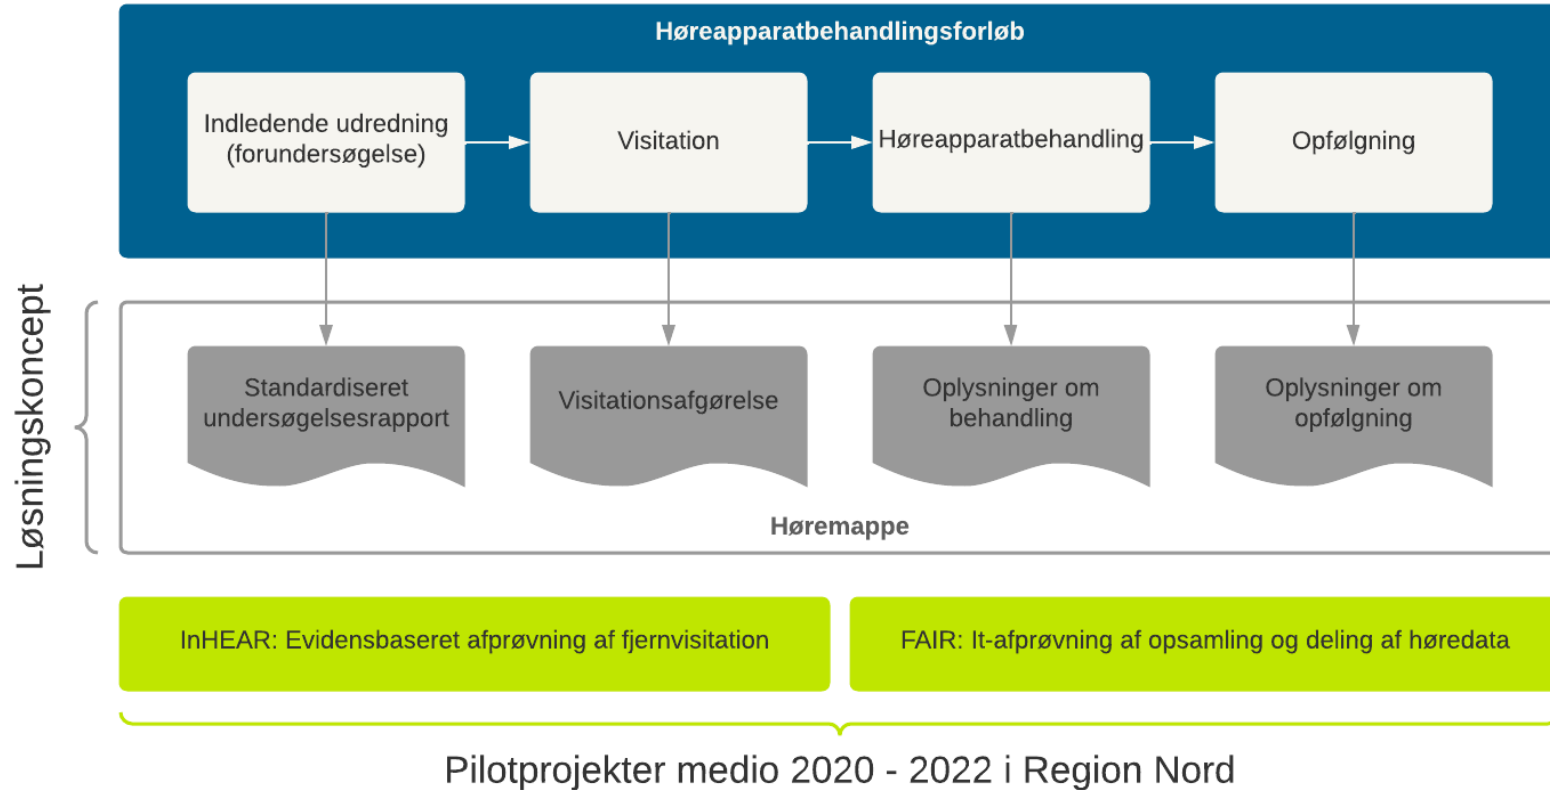 Høreapparatbehandlingsforløb
Indledende udredning
(forundersøgelse)
Visitation
Høreapparatbehandling
Opfølgning
Løsningskoncept
Standardiseret
undersøgelsesrapport
Visitationsafgørelse
Oplysninger om
behandling
Oplysninger om
opfølgning
Høremappe
InHEAR: Evidensbaseret afprøvning af fjernvisitation
FAIR: It-afprøvning af opsamling og deling af høredata
Pilotprojekter medio 2020 - 2022 i Region Nord